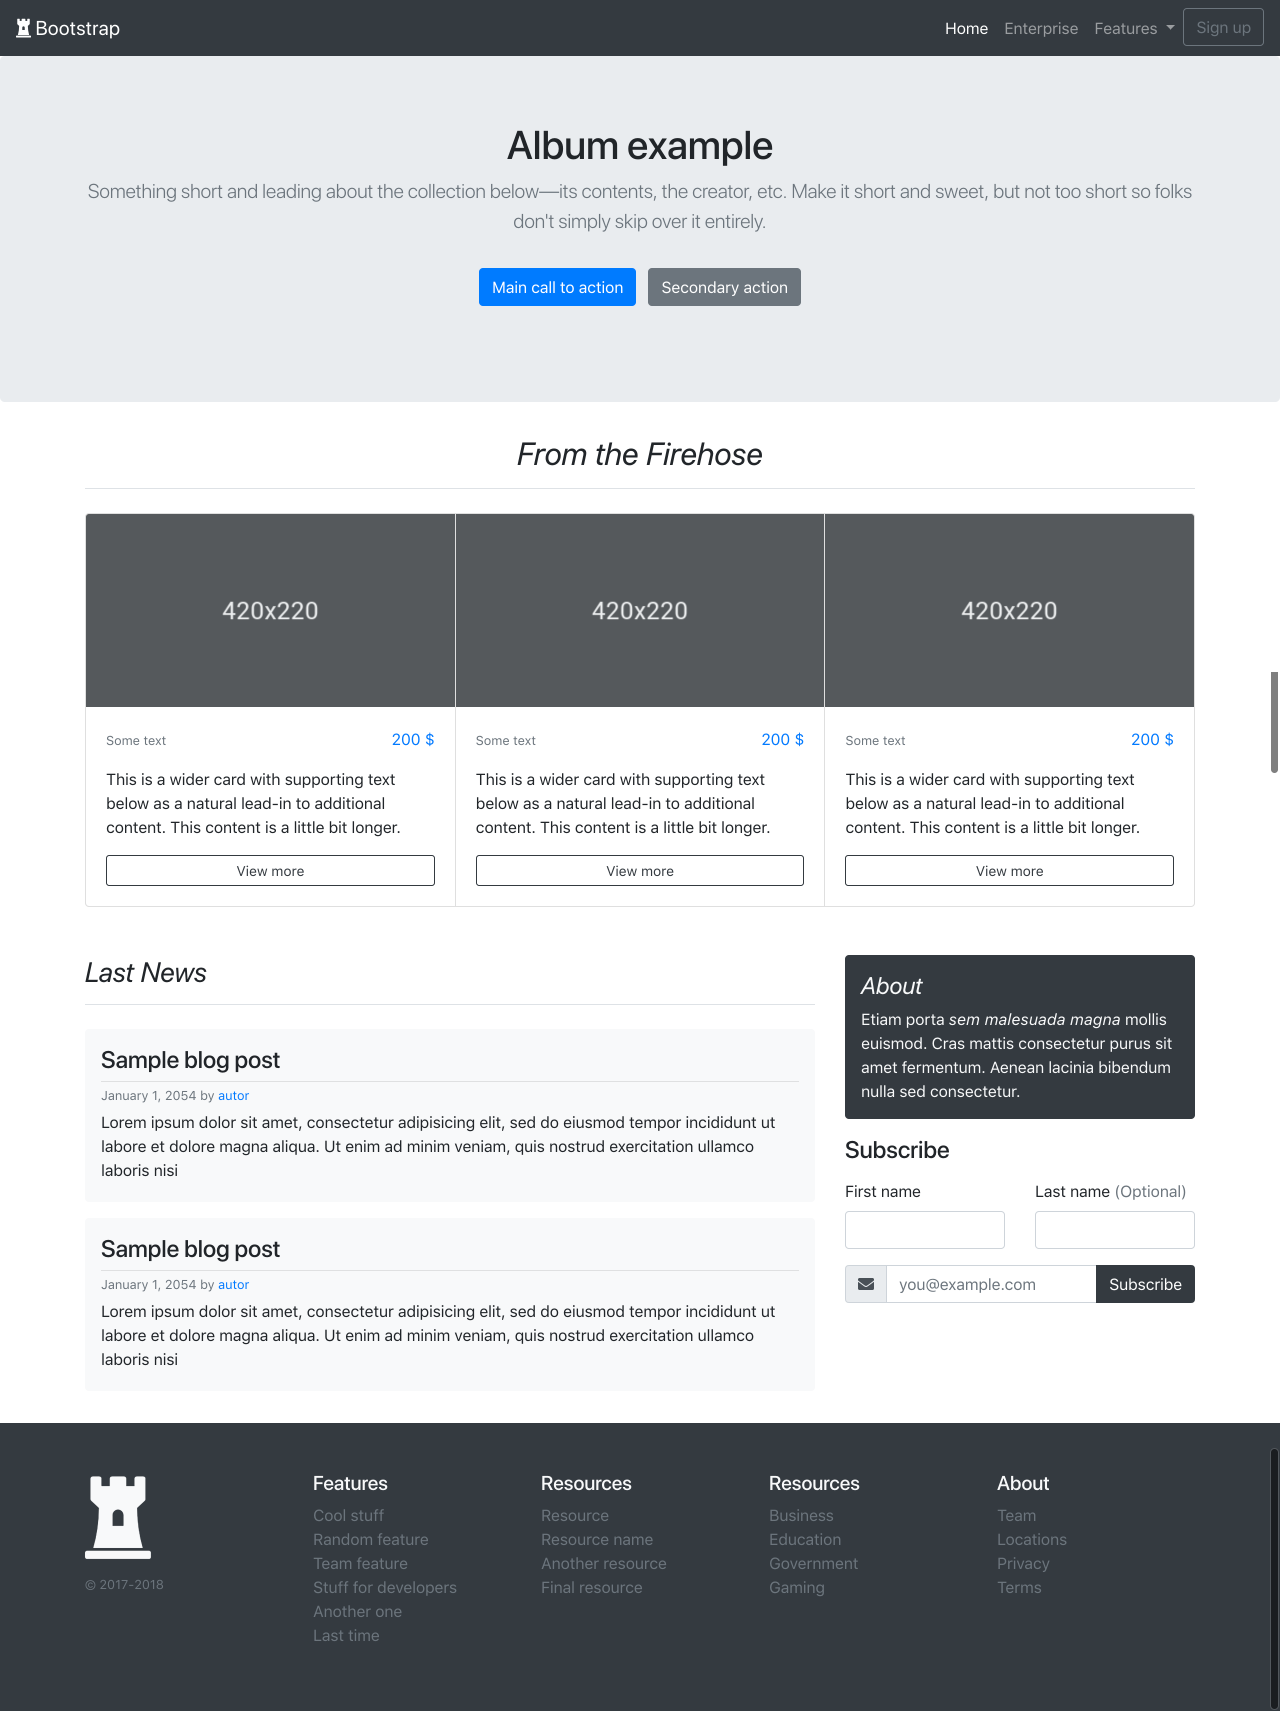 Bootstrap
Home Enterprise Features Sign up
Album example
Something short and leading about the collection below—its contents, the creator, etc. Make it short and sweet, but not too short so folks
don't simply skip over it entirely.
Main call to action Secondary action
From the Firehose
420x220 420x220 420x220
Some text 200 $
This is a wider card with supporting text
below as a natural lead-in to additional
content. This content is a little bit longer.
View more
Some text 200 $
This is a wider card with supporting text
below as a natural lead-in to additional
content. This content is a little bit longer.
View more
Some text 200 $
This is a wider card with supporting text
below as a natural lead-in to additional
content. This content is a little bit longer.
View more
Last News
Sample blog post
January 1, 2054 by autor
Lorem ipsum dolor sit amet, consectetur adipisicing elit, sed do eiusmod tempor incididunt ut
labore et dolore magna aliqua. Ut enim ad minim veniam, quis nostrud exercitation ullamco
laboris nisi
Sample blog post
January 1, 2054 by autor
Lorem ipsum dolor sit amet, consectetur adipisicing elit, sed do eiusmod tempor incididunt ut
labore et dolore magna aliqua. Ut enim ad minim veniam, quis nostrud exercitation ullamco
laboris nisi
About
Etiam porta sem malesuada magna mollis
euismod. Cras mattis consectetur purus sit
amet fermentum. Aenean lacinia bibendum
nulla sed consectetur.
Subscribe
First name Last name (Optional)
you@example.com Subscribe
© 2017-2018
Features
Cool stuff
Random feature
Team feature
Stuff for developers
Another one
Last time
Resources
Resource
Resource name
Another resource
Final resource
Resources
Business
Education
Government
Gaming
About
Team
Locations
Privacy
Terms